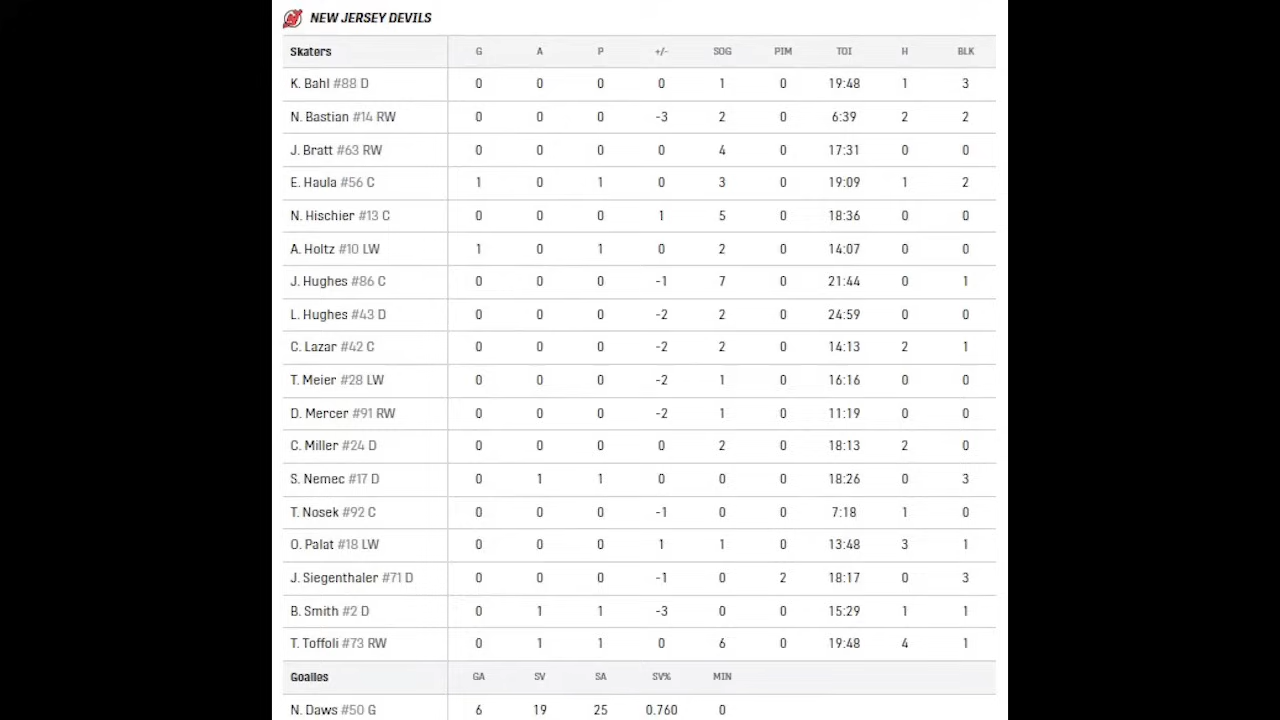 NEW JERSEY DEVILS
Skaters G A P +/- SOG PIM TOI H BLK
K. Bahl #88 D 0 0 0 0 1 0 19:48 1 3
N. Bastian #14 RW 0 0 0 -3 2 0 6:39 2 2
J. Bratt #63 RW 0 0 0 0 4 0 17:31 0 0
E. Haula #56 C 1 0 1 0 3 0 19:09 1 2
N. Hischier #13 C 0 0 0 1 5 0 18:36 0 0
A. Holtz #10 LW 1 0 1 0 2 0 14:07 0 0
J. Hughes #86 C 0 0 0 -1 7 0 21:44 0 1
L. Hughes #43 D 0 0 0 -2 2 0 24:59 0 0
C. Lazar #42 C 0 0 0 -2 2 0 14:13 2 1
T. Meier #28 LW 0 0 0 -2 1 0 16:16 0 0
D. Mercer #91 RW 0 0 0 -2 1 0 11:19 0 0
C. Miller #24 D 0 0 0 0 2 0 18:13 2 0
S. Nemec #17 D 0 1 1 0 0 0 18:26 0 3
T. Nosek #92 C 0 0 0 -1 0 0 7:18 1 0
O. Palat #18 LW 0 0 0 1 1 0 13:48 3 1
J. Siegenthaler #71 D 0 0 0 -1 0 2 18:17 0 3
B. Smith #2 D 0 1 1 -3 0 0 15:29 1 1
T. Toffoli #73 RW 0 1 1 0 6 0 19:48 4 1
Goalies GA SV SA SV% MIN
N. Daws #50 G 6 19 25 0.760 0